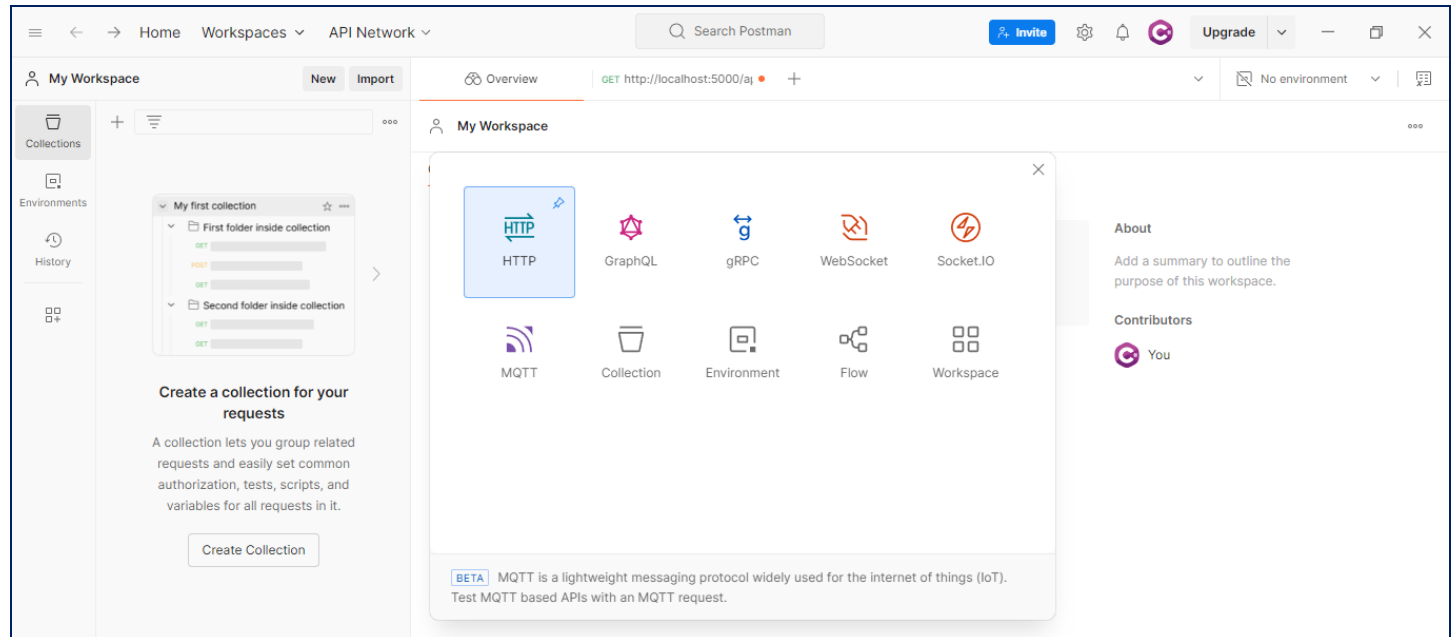 Home Workspaces API Network Search Postman Invite Upgrade
My Workspace New Import Overview GET http://localhost:5000/a No environment
Collections
Environments
History
My first collection
First folder inside collection
GET
POST
GET
Second folder inside collection
GET
GET
Create a collection for your
requests
A collection lets you group related
requests and easily set common
authorization, tests, scripts, and
variables for all requests in it.
Create Collection
My Workspace
HTTP
HTTP GraphQL gRPC WebSocket Socket.IO
MQTT Collection Environment Flow Workspace
BETA MQTT is a lightweight messaging protocol widely used for the internet of things (IoT).
Test MQTT based APIs with an MQTT request.
About
Add a summary to outline the
purpose of this workspace.
Contributors
You